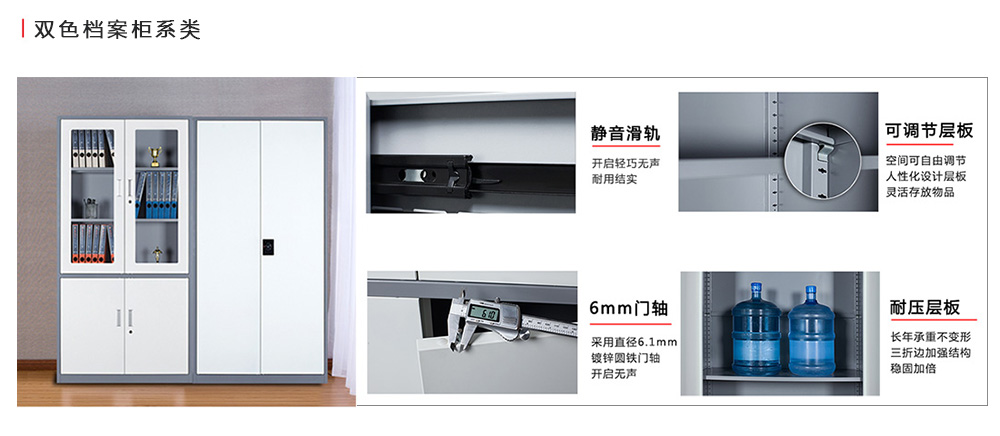 双色档案柜系类
静音滑轨
开启轻巧无声
耐用结实
可调节层板
空间可自由调节
人性化设计层板
灵活存放物品
6mm门轴
采用直径6.1mm
镀锌圆铁门轴
开启无声
耐压层板
长年承重不变形
三折边加强结构
稳固加倍